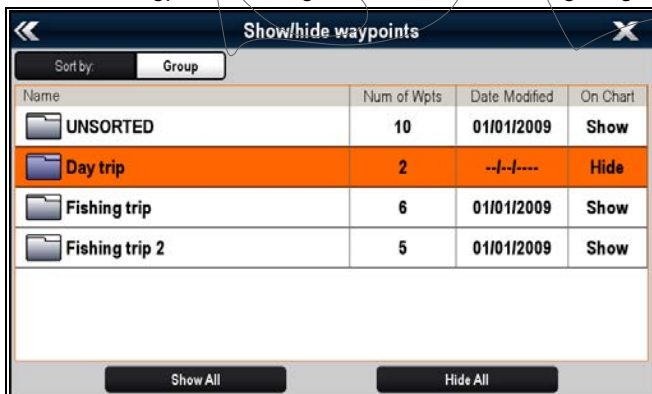 Show/hide waypoints
Sort by: Group
Name Num of Wpts Date Modified On Chart
UNSORTED 10 01/01/2009 Show
Day trip 2 --/--/---- Hide
Fishing trip 6 01/01/2009 Show
Fishing trip 2 5 01/01/2009 Show
Show All Hide All